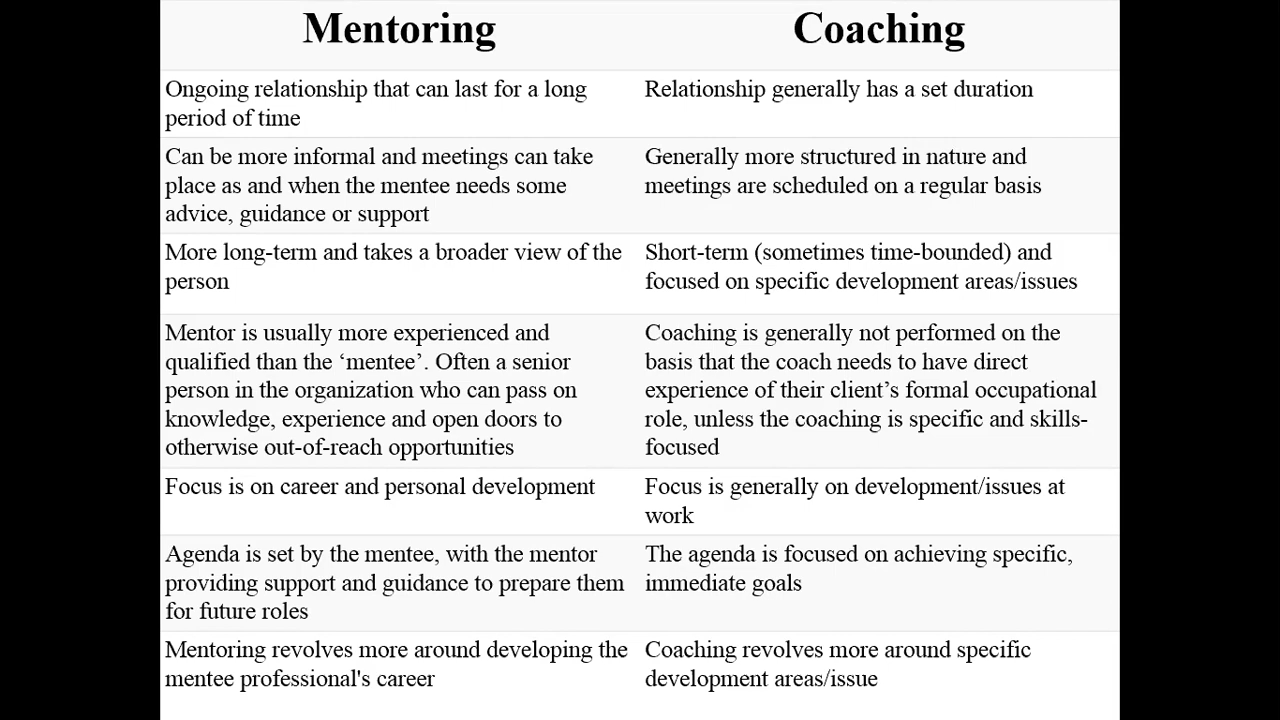 Mentoring
Coaching
Ongoing relationship that can last for a long
period of time
Relationship generally has a set duration
Can be more informal and meetings can take
place as and when the mentee needs some
advice, guidance or support
Generally more structured in nature and
meetings are scheduled on a regular basis
More long-term and takes a broader view of the
person
Short-term (sometimes time-bounded) and
focused on specific development areas/issues
Mentor is usually more experienced and
qualified than the ‘mentee’. Often a senior
person in the organization who can pass on
knowledge, experience and open doors to
otherwise out-of-reach opportunities
Coaching is generally not performed on the
basis that the coach needs to have direct
experience of their client’s formal occupational
role, unless the coaching is specific and skills-
focused
Focus is on career and personal development
Focus is generally on development/issues at
work
Agenda is set by the mentee, with the mentor
providing support and guidance to prepare them
for future roles
The agenda is focused on achieving specific,
immediate goals
Mentoring revolves more around developing the
mentee professional's career
Coaching revolves more around specific
development areas/issue